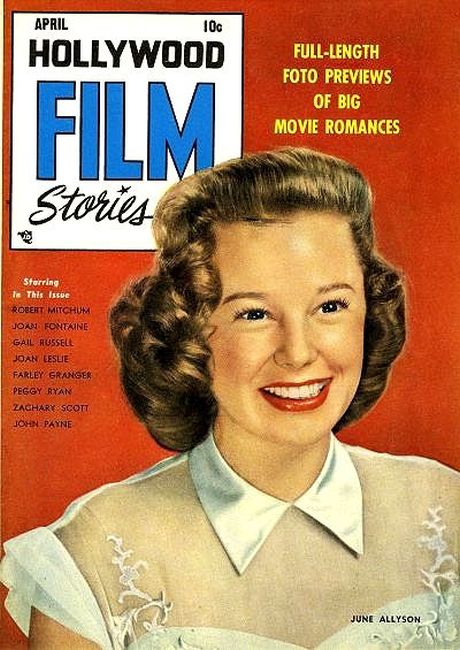 APRIL 10c
HOLLYWOOD
FILM
Stories
FULL-LENGTH
FOTO PREVIEWS
OF BIG
MOVIE ROMANCES
Starring
In This Issue
ROBERT MITCHUM
JOAN FONTAINE
GAIL RUSSELL
JOAN LESLIE
FARLEY GRANGER
PEGGY RYAN
ZACHARY SCOTT
JOHN PAYNE
JUNE ALLYSON